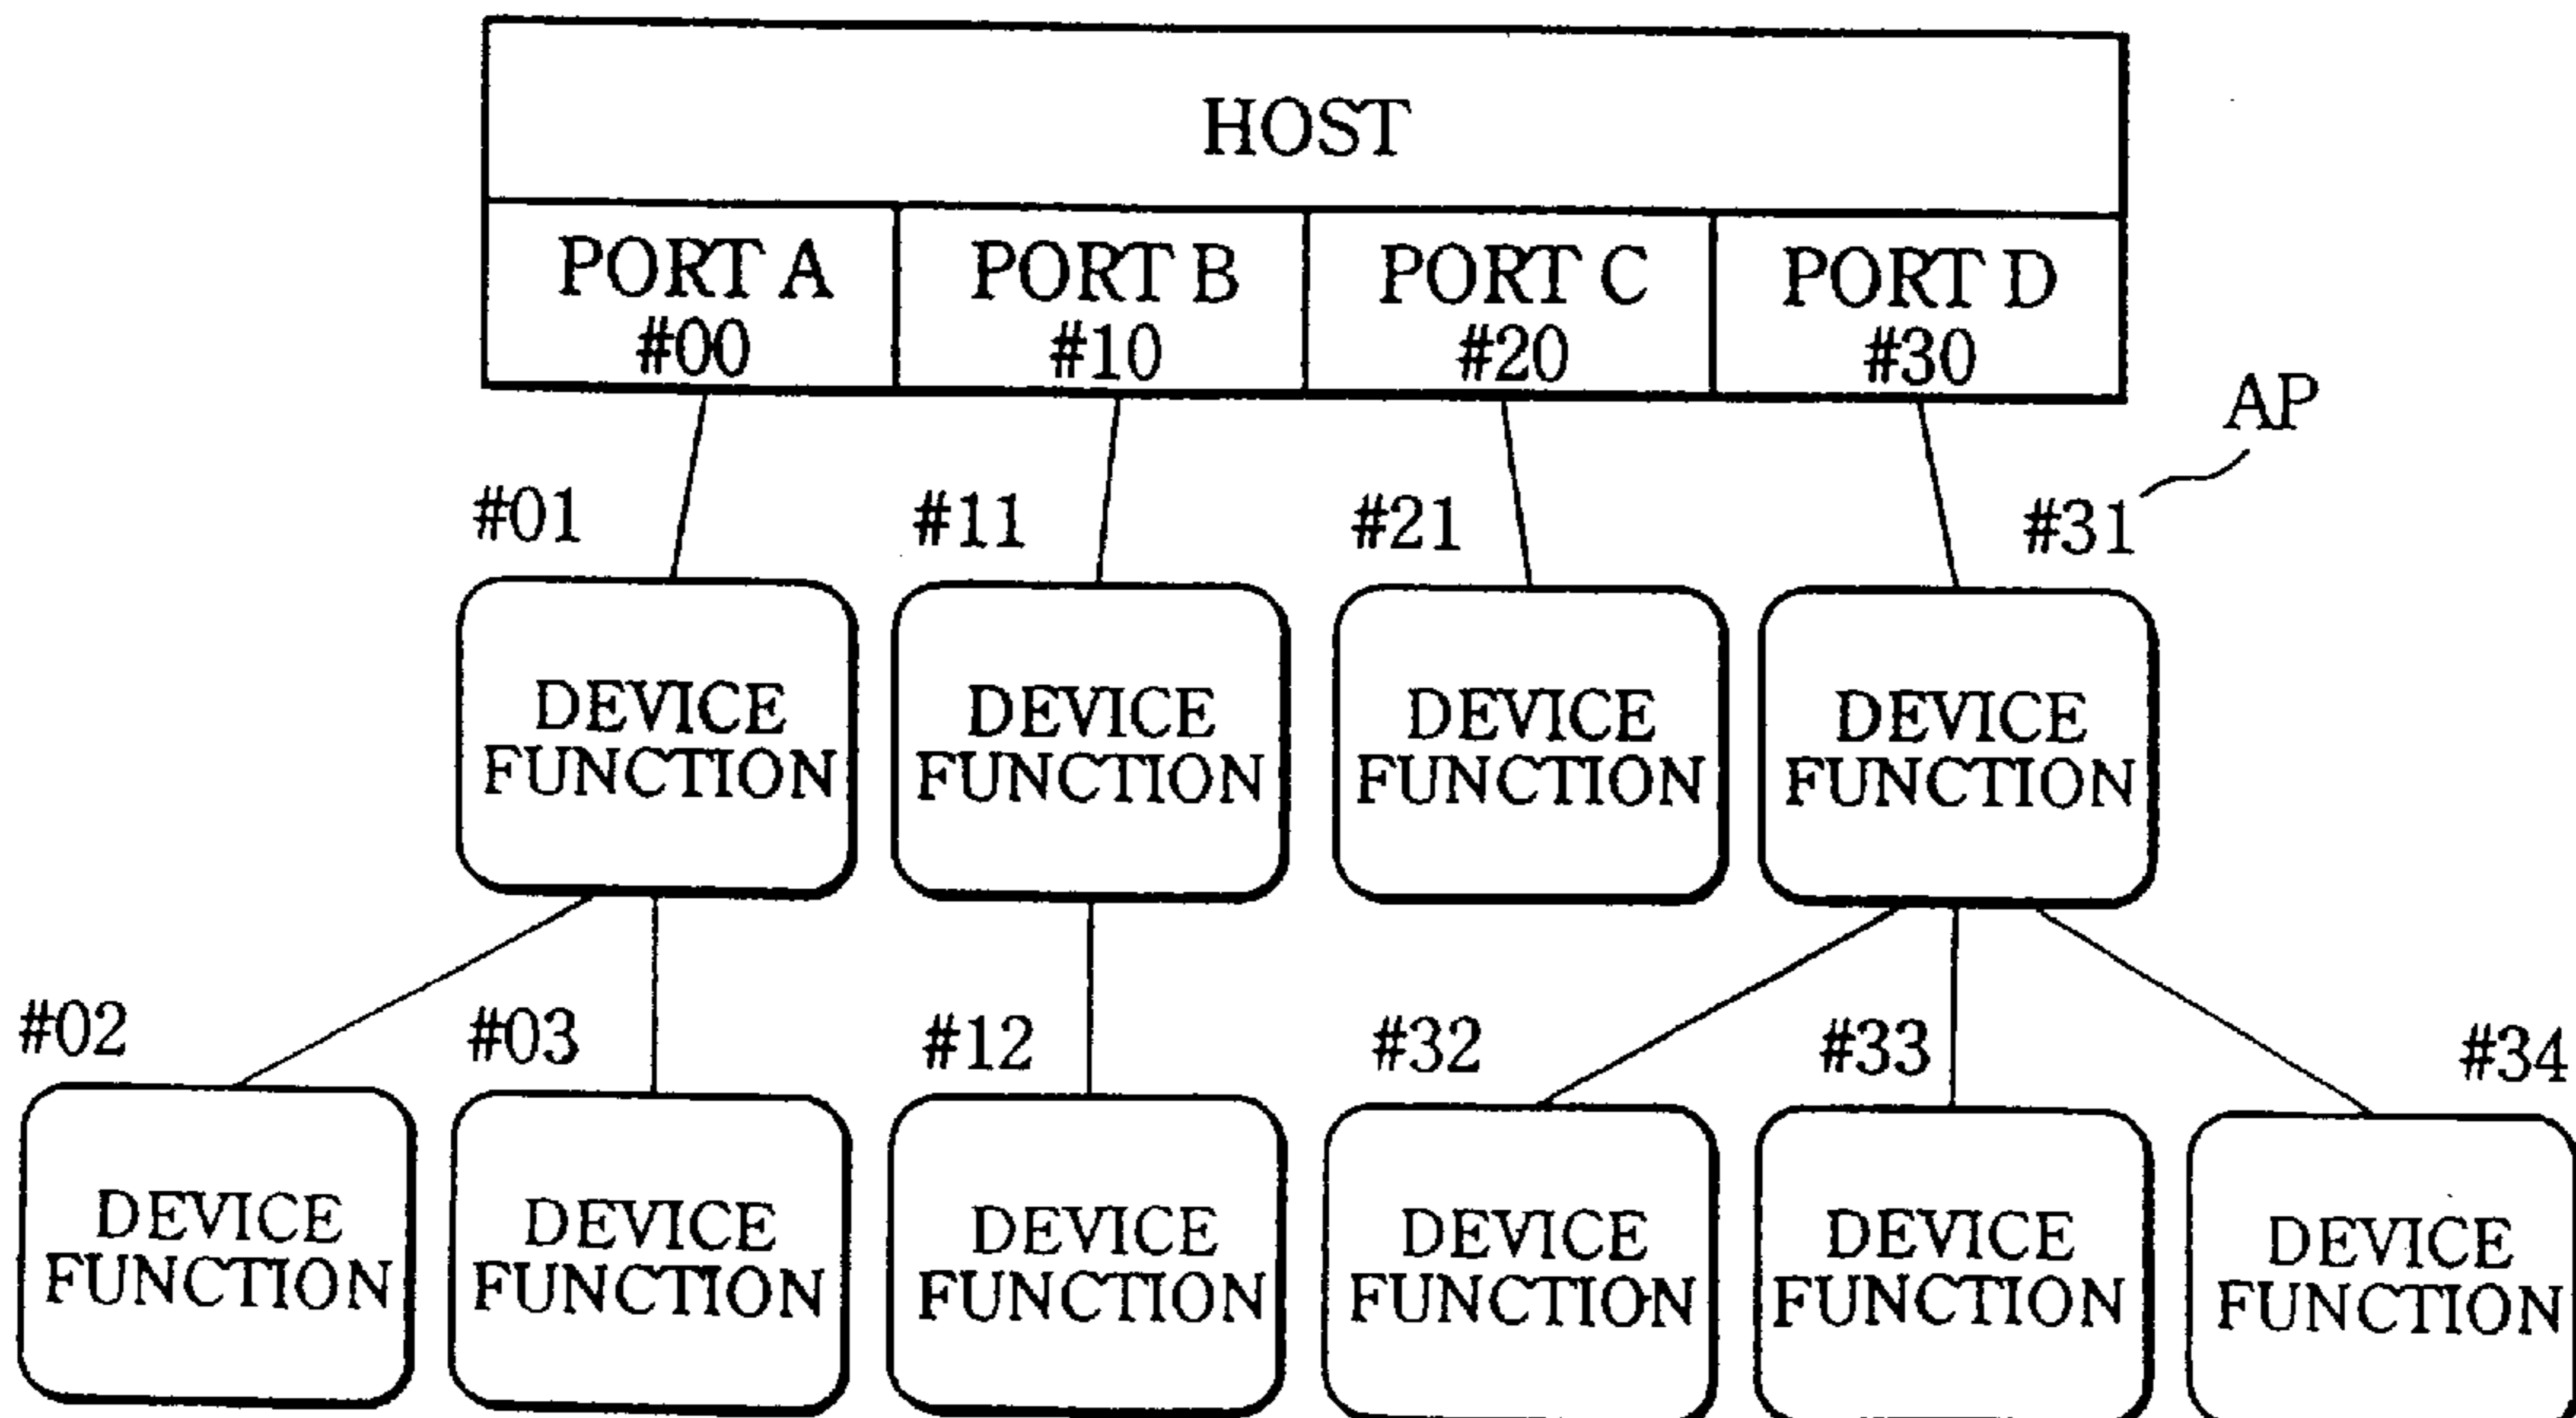 HOST
PORT A
#00
PORT B
#10
PORT C
#20
PORT D
#30
AP
#01
#11
#21
#31
DEVICE
FUNCTION
DEVICE
FUNCTION
DEVICE
FUNCTION
DEVICE
FUNCTION
#02
#03
#12
#32
#33
#34
DEVICE
FUNCTION
DEVICE
FUNCTION
DEVICE
FUNCTION
DEVICE
FUNCTION
DEVICE
FUNCTION
DEVICE
FUNCTION